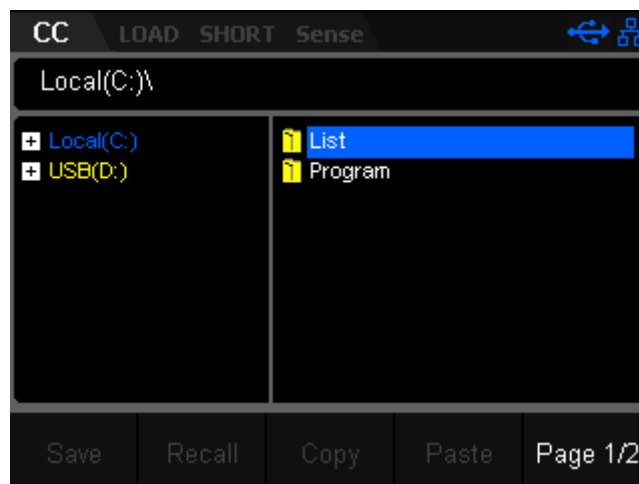 CC LOAD SHORT Sense
Local(C:)\
Local(C:)
USB(D:)
List
Program
Save Recall Copy Paste Page 1/2